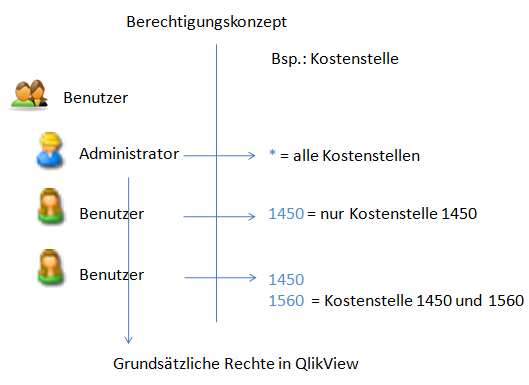 Berechtigungskonzept
Bsp.: Kostenstelle
Benutzer
Administrator * = alle Kostenstellen
Benutzer 1450 = nur Kostenstelle 1450
Benutzer 1450
1560 = Kostenstelle 1450 und 1560
Grundsätzliche Rechte in QlikView